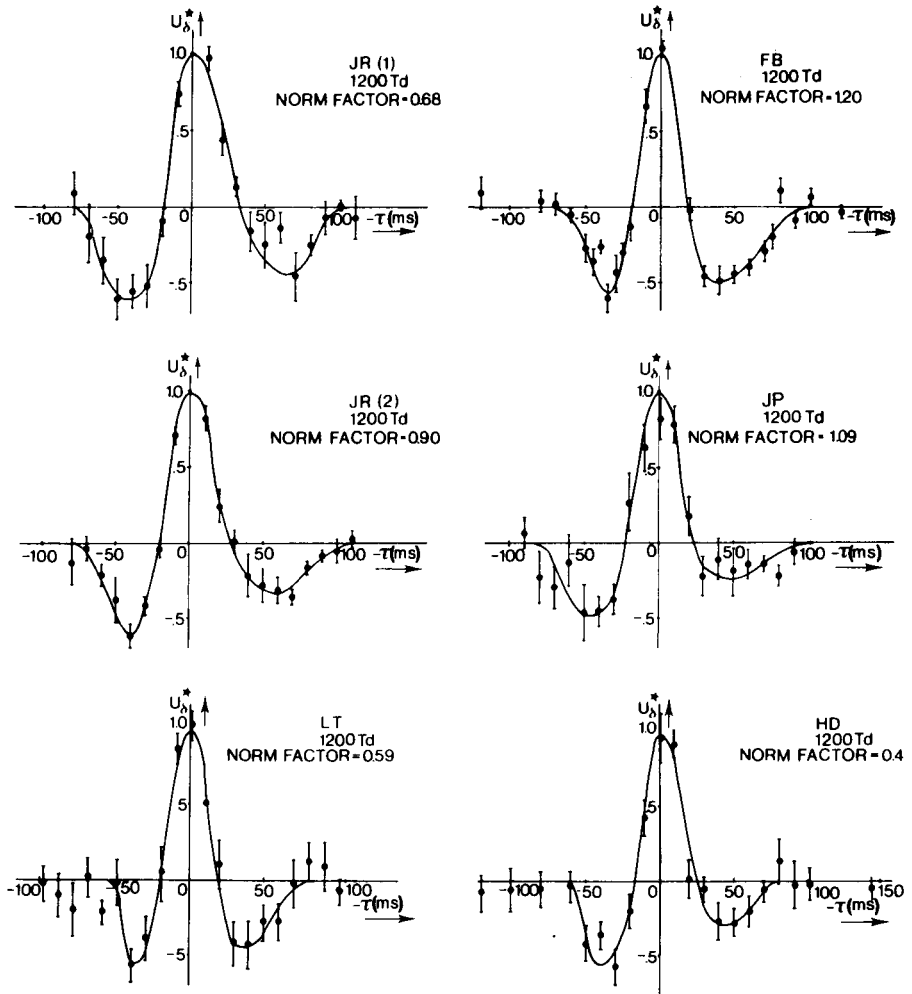 U*δ
1.0
.5
0
-.5
-100
-50
50
100
-τ(ms)
JR (1)
1200 Td
NORM FACTOR=0.68
U*δ
1.0
.5
0
-.5
-100
-50
50
100
-τ(ms)
FB
1200 Td
NORM FACTOR=1.20
U*δ
1.0
.5
0
-.5
-100
-50
50
100
-τ(ms)
JR (2)
1200 Td
NORM FACTOR=0.90
U*δ
1.0
.5
0
-.5
-100
-50
50
100
-τ(ms)
JP
1200 Td
NORM FACTOR = 1.09
U*δ
1.0
.5
0
-.5
-100
-50
50
100
-τ(ms)
LT
1200 Td
NORM FACTOR=0.59
U*δ
1.0
.5
0
-.5
-100
-50
50
100
150
-τ(ms)
HD
1200 Td
NORM FACTOR=0.4